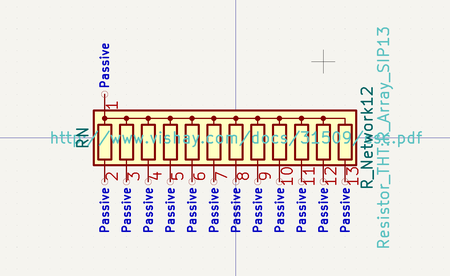 Passive
1
RN
http://www.vishay.com/docs/31509/csc.pdf
R_Network12
Resistor_THT:R_Array_SIP13
2
3
4
5
6
7
8
9
10
11
12
13
Passive
Passive
Passive
Passive
Passive
Passive
Passive
Passive
Passive
Passive
Passive
Passive